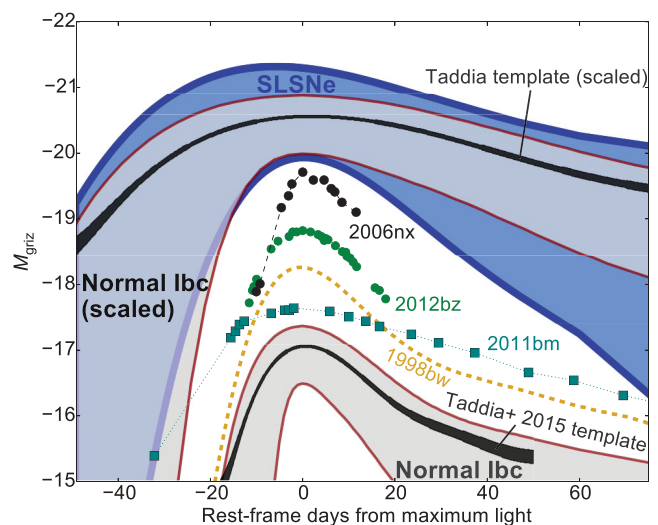 −22
−21
−20
−19
−18
−17
−16
−15
M_griz
SLSNe
Taddia template (scaled)
2006nx
Normal Ibc
(scaled)
2012bz
2011bm
1998bw
Taddia+ 2015 template
Normal Ibc
−40 −20 0 20 40 60
Rest-frame days from maximum light